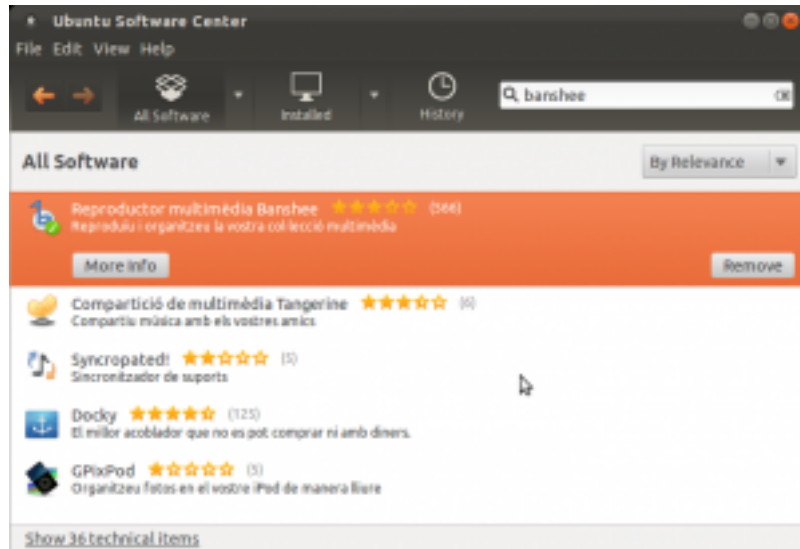 Ubuntu Software Center
File Edit View Help
All Software Installed History banshee
All Software By Relevance
Reproductor multimèdia Banshee (566)
Reproduïu i organitzeu la vostra col·lecció multimèdia
More Info Remove
Compartició de multimèdia Tangerine (6)
Compartiu música amb els vostres amics
Syncropated! (5)
Sincronitzador de suports
Docky (125)
El millor acoblador que no es pot comprar ni amb diners.
GPixPod (5)
Organitzeu fotos en el vostre iPod de manera lliure
Show 36 technical items